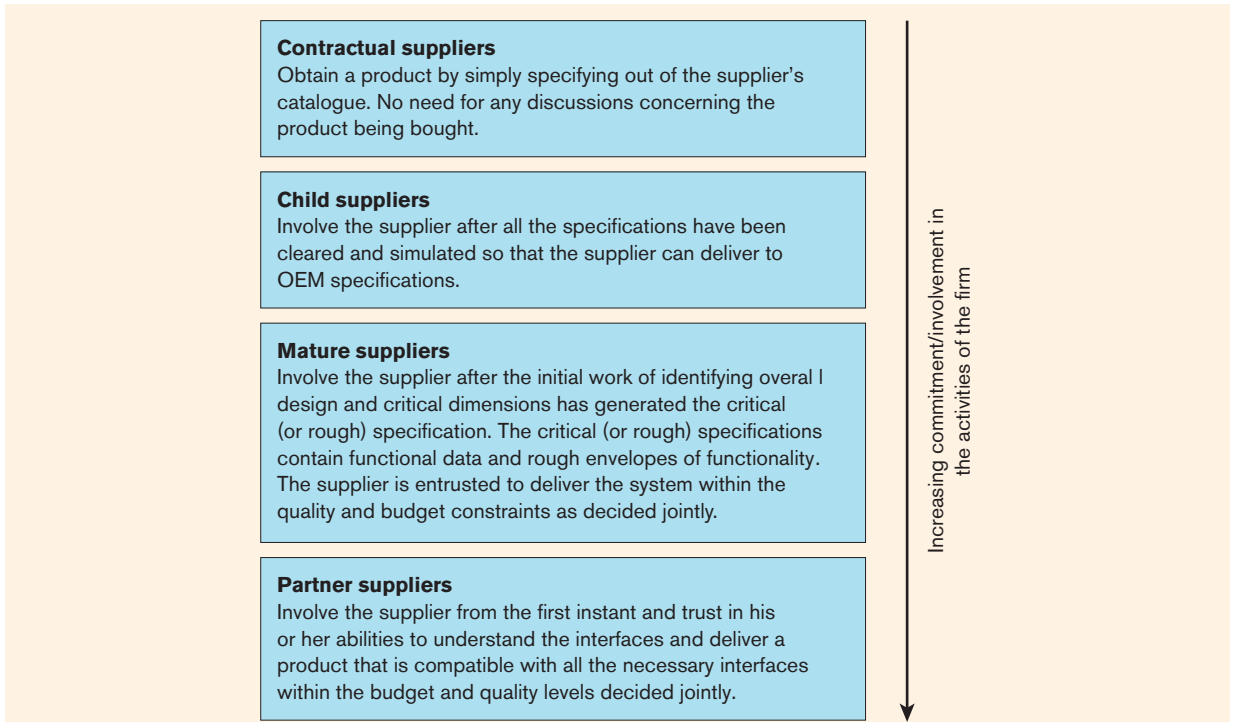 Contractual suppliers
Obtain a product by simply specifying out of the supplier's
catalogue. No need for any discussions concerning the
product being bought.
Child suppliers
Involve the supplier after all the specifications have been
cleared and simulated so that the supplier can deliver to
OEM specifications.
Mature suppliers
Involve the supplier after the initial work of identifying overal l
design and critical dimensions has generated the critical
(or rough) specification. The critical (or rough) specifications
contain functional data and rough envelopes of functionality.
The supplier is entrusted to deliver the system within the
quality and budget constraints as decided jointly.
Partner suppliers
Involve the supplier from the first instant and trust in his
or her abilities to understand the interfaces and deliver a
product that is compatible with all the necessary interfaces
within the budget and quality levels decided jointly.
Increasing commitment/involvement in
the activities of the firm